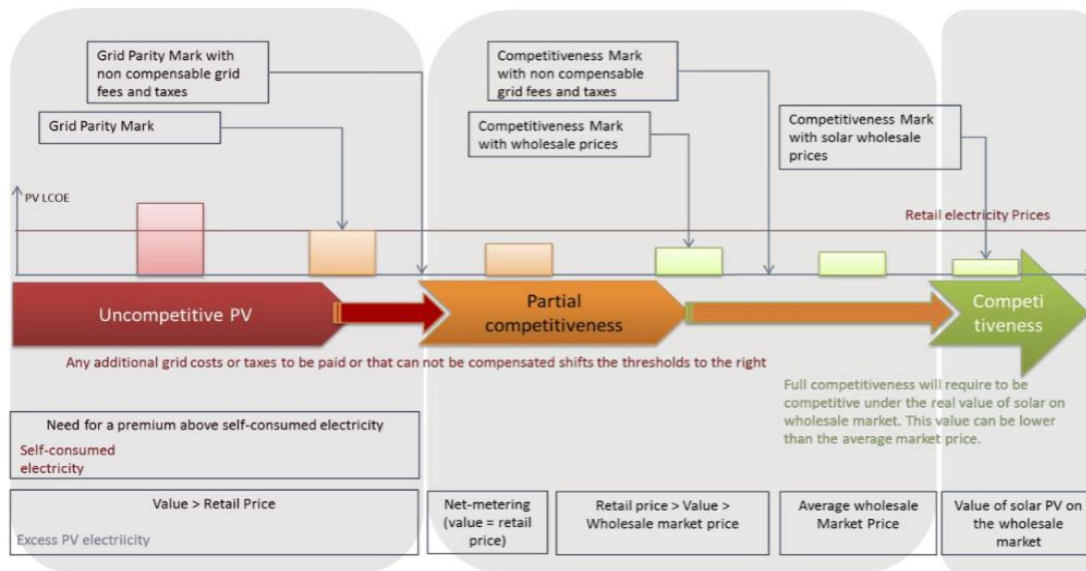 Grid Parity Mark with
non compensable grid
fees and taxes
Grid Parity Mark
Competitiveness Mark
with non compensable
grid fees and taxes
Competitiveness Mark
with wholesale prices
Competitiveness Mark
with solar wholesale
prices
PV LCOE
Retail electricity Prices
Uncompetitive PV
Partial
competitiveness
Competi
tiveness
Any additional grid costs or taxes to be paid or that can not be compensated shifts the thresholds to the right
Full competitiveness will require to be
competitive under the real value of solar on
wholesale market. This value can be lower
than the average market price.
Need for a premium above self-consumed electricity
Self-consumed
electricity
Value > Retail Price
Excess PV electriicity
Net-metering
(value = retail
price)
Retail price > Value >
Wholesale market price
Average wholesale
Market Price
Value of solar PV on
the wholesale
market